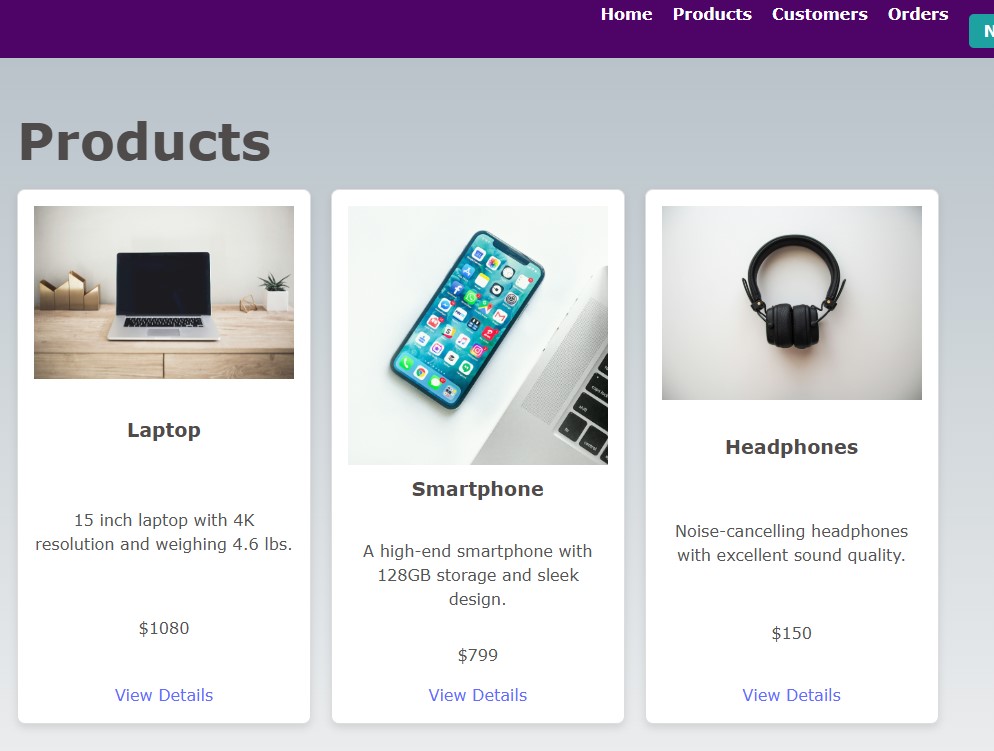 Home Products Customers Orders N
Products
Laptop
15 inch laptop with 4K
resolution and weighing 4.6 lbs.
$1080
View Details
Smartphone
A high-end smartphone with
128GB storage and sleek
design.
$799
View Details
Headphones
Noise-cancelling headphones
with excellent sound quality.
$150
View Details